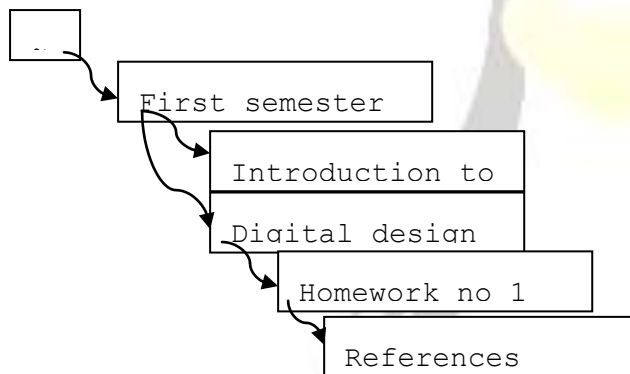 First semester
Introduction to
Digital design
Homework no 1
References